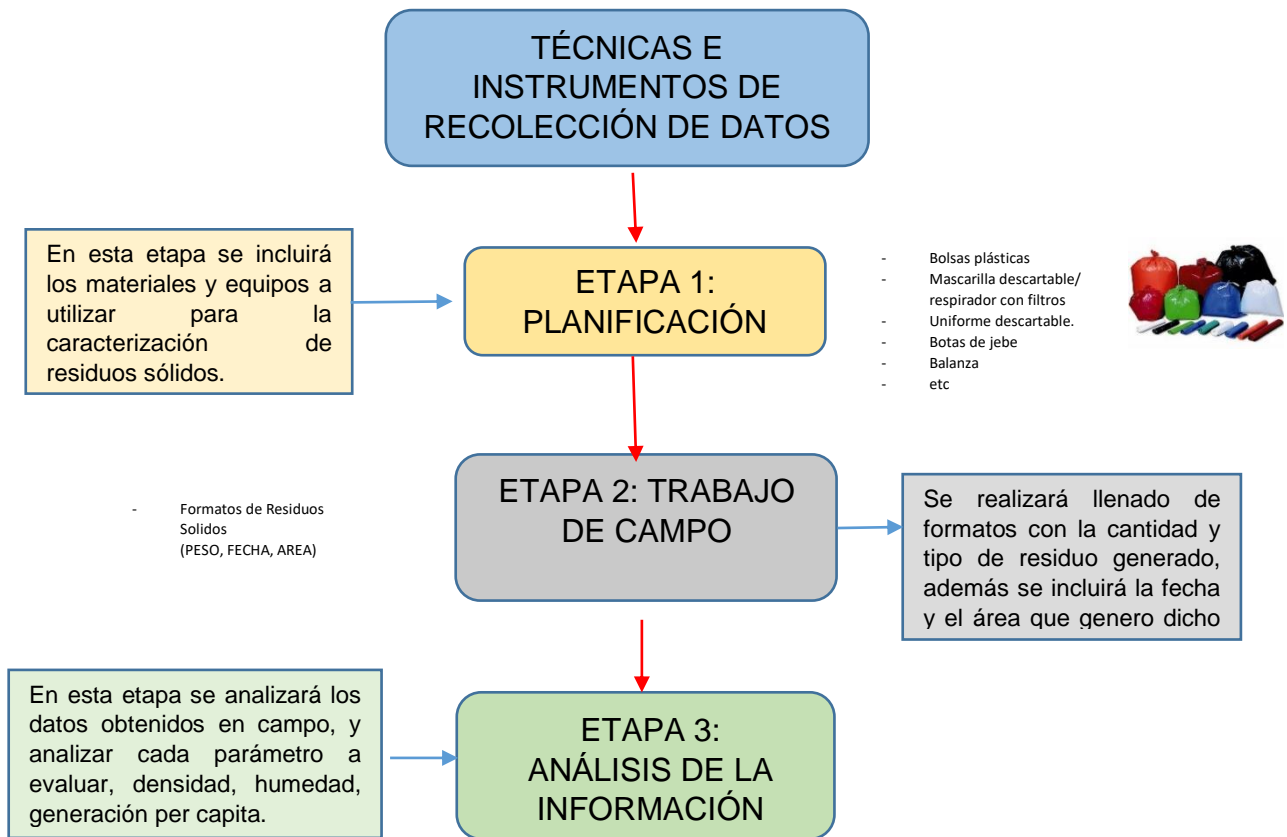 TÉCNICAS E
INSTRUMENTOS DE
RECOLECCIÓN DE DATOS
En esta etapa se incluirá
los materiales y equipos a
utilizar para la
caracterización de
residuos sólidos.
ETAPA 1:
PLANIFICACIÓN
- Bolsas plásticas
- Mascarilla descartable/
respirador con filtros
- Uniforme descartable.
- Botas de jebe
- Balanza
- etc
- Formatos de Residuos
Solidos
(PESO, FECHA, AREA)
ETAPA 2: TRABAJO
DE CAMPO
Se realizará llenado de
formatos con la cantidad y
tipo de residuo generado,
además se incluirá la fecha
y el área que genero dicho
En esta etapa se analizará los
datos obtenidos en campo, y
analizar cada parámetro a
evaluar, densidad, humedad,
generación per capita.
ETAPA 3:
ANÁLISIS DE LA
INFORMACIÓN